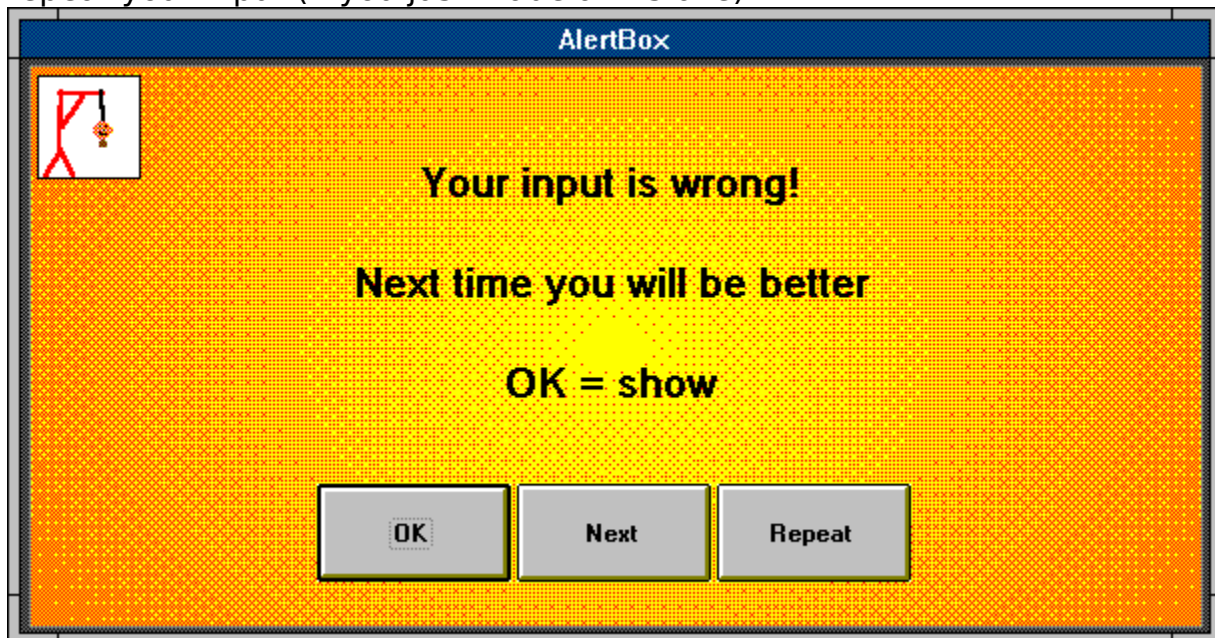 AlertBox
Your input is wrong!
Next time you will be better
OK = show
OK Next Repeat